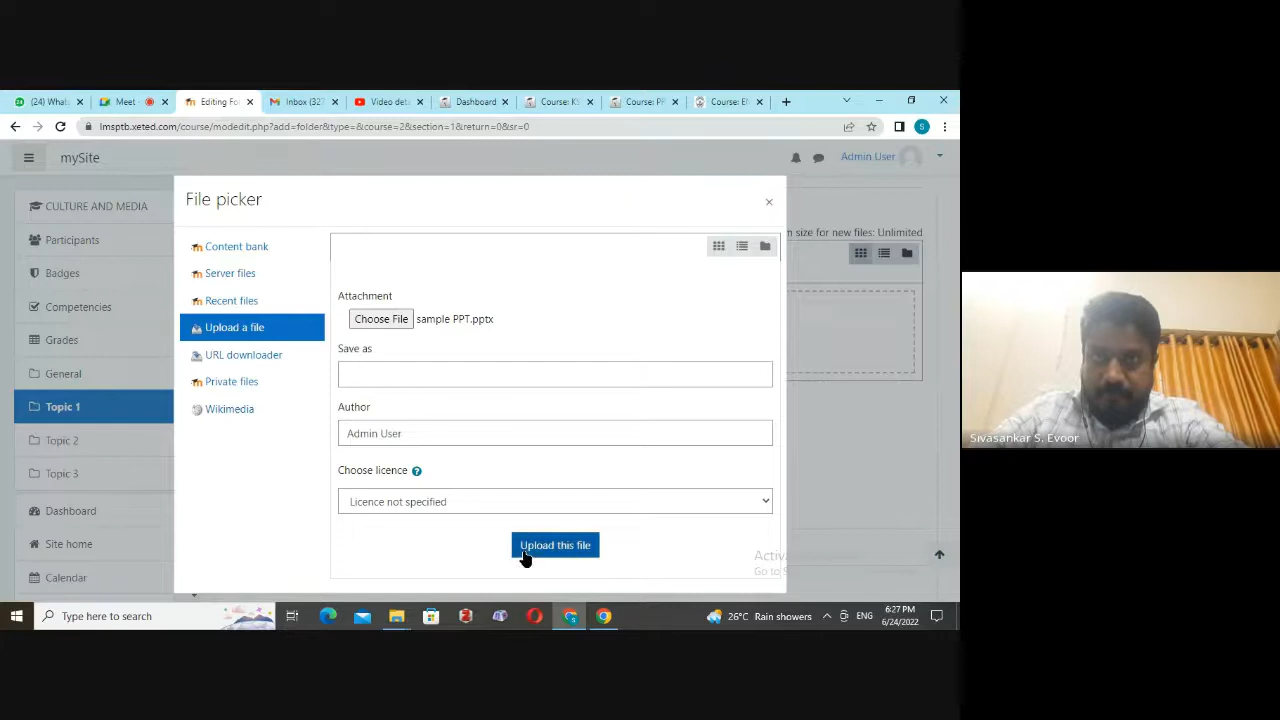 (24) What
Meet
Editing Fo
Inbox (327
Video det
Dashboard
Course: K
Course: PF
Course: E
lmsptb.xeted.com/course/modedit.php?add=folder&type=&course=2&section=1&return=0&sr=0
S
mySite
Admin User
CULTURE AND MEDIA
Participants
Badges
Competencies
Grades
General
Topic 1
Topic 2
Topic 3
Dashboard
Site home
Calendar
File picker
×
m size for new files: Unlimited
Content bank
Server files
Recent files
Upload a file
URL downloader
Private files
Wikimedia
Attachment
Choose File sample PPT.pptx
Save as
Author
Admin User
Choose licence
Licence not specified
Upload this file
Activ
Go to S
Sivasankar S. Evoor
Type here to search
26°C Rain showers
ENG
6:27 PM
6/24/2022